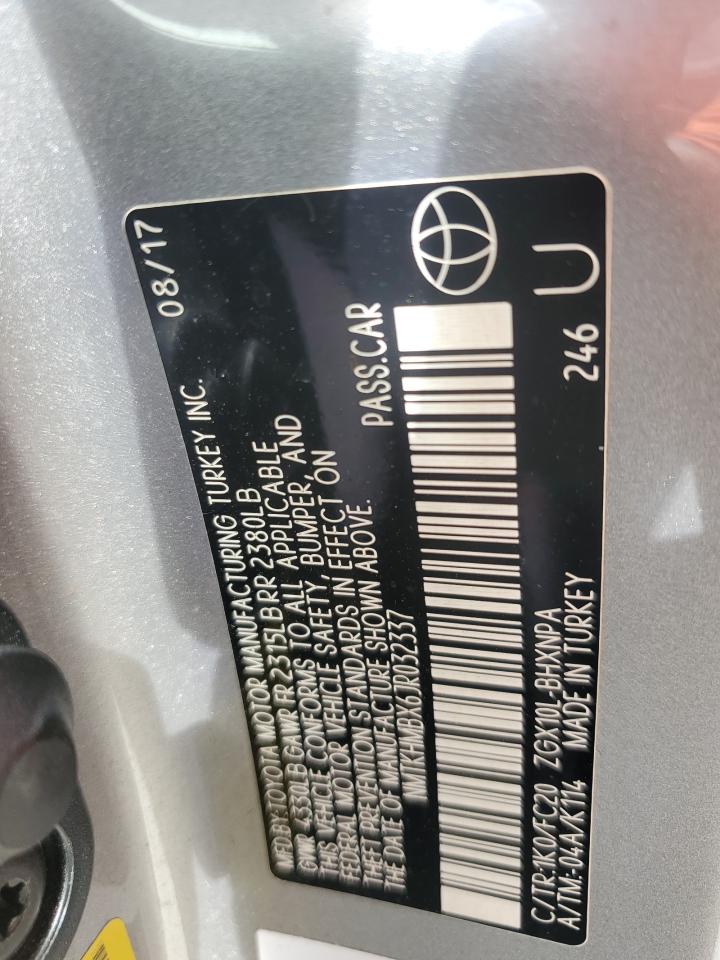 MFD BY:TOYOTA MOTOR MANUFACTURING TURKEY INC. 08/17
GVWR 4330LB GAWR FR 2315LB RR 2380LB
THIS VEHICLE CONFORMS TO ALL APPLICABLE
FEDERAL MOTOR VEHICLE SAFETY, BUMPER, AND
THEFT PREVENTION STANDARDS IN EFFECT ON
THE DATE OF MANUFACTURE SHOWN ABOVE.
NMTKHMBX6JR032337 PASS.CAR
C/TR:1K0/FC20 ZGX10L-BHXNPA 246
A/TM:-04A/K114 MADE IN TURKEY U